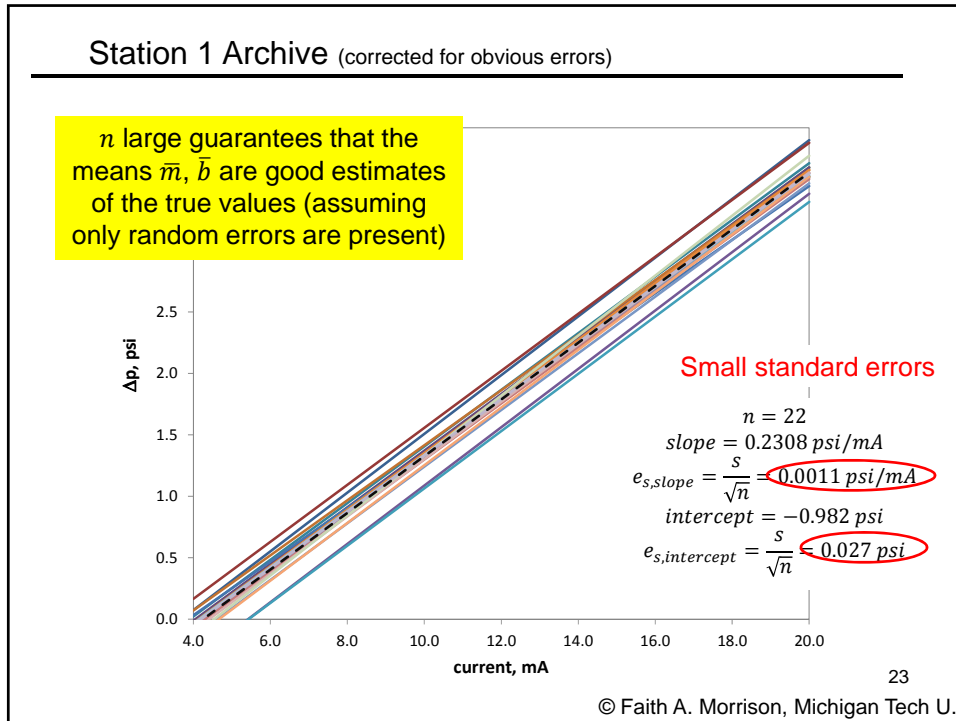 Station 1 Archive (corrected for obvious errors)
n large guarantees that the
means m̅, b̅ are good estimates
of the true values (assuming
only random errors are present)
2.5
2.0
1.5
1.0
0.5
0.0
Δp, psi
4.0 6.0 8.0 10.0 12.0 14.0 16.0 18.0 20.0
current, mA
Small standard errors
n = 22
slope = 0.2308 psi/mA
e_{s,slope} = s/√n = 0.0011 psi/mA
intercept = −0.982 psi
e_{s,intercept} = s/√n = 0.027 psi
23
© Faith A. Morrison, Michigan Tech U.